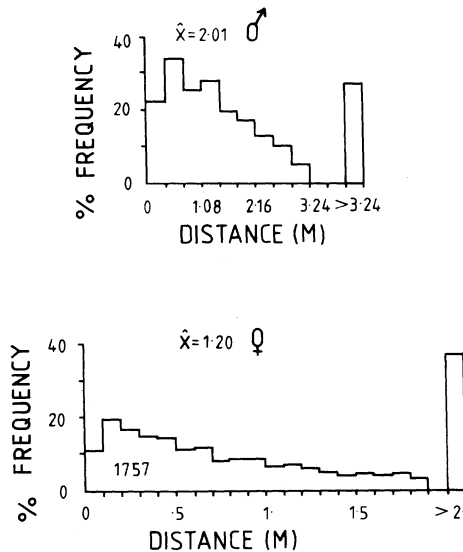 40
x̂=2·01 ♂
20
0
% FREQUENCY
0 1·08 2·16 3·24 >3·24
DISTANCE (M)
40
x̂=1·20 ♀
20
1757
0
% FREQUENCY
0 ·5 1· 1·5 >2·
DISTANCE (M)